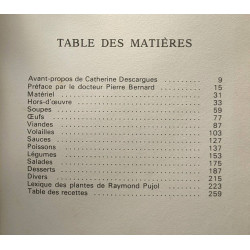 TABLE DES MATIÈRES
Avant-propos de Catherine Descargues 9
Préface par le docteur Pierre Bernard 15
Matériel 31
Hors-d'œuvre 33
Soupes 59
Œufs 77
Viandes 87
Volailles 103
Sauces 127
Poissons 137
Légumes 153
Salades 175
Desserts 187
Divers 215
Lexique des plantes de Raymond Pujol 223
Table des recettes 259